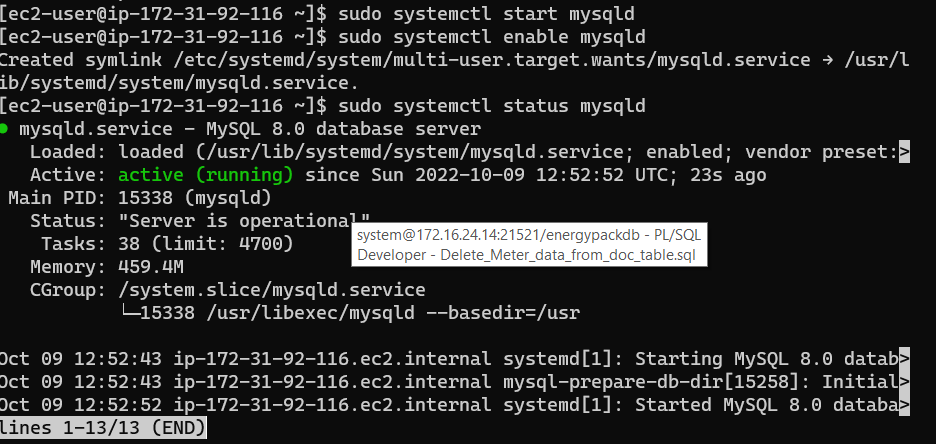 [ec2-user@ip-172-31-92-116 ~]$ sudo systemctl start mysqld
[ec2-user@ip-172-31-92-116 ~]$ sudo systemctl enable mysqld
Created symlink /etc/systemd/system/multi-user.target.wants/mysqld.service → /usr/l
ib/systemd/system/mysqld.service.
[ec2-user@ip-172-31-92-116 ~]$ sudo systemctl status mysqld
● mysqld.service - MySQL 8.0 database server
Loaded: loaded (/usr/lib/systemd/system/mysqld.service; enabled; vendor preset:>
Active: active (running) since Sun 2022-10-09 12:52:52 UTC; 23s ago
Main PID: 15338 (mysqld)
Status: "Server is operational"
system@172.16.24.14:21521/energypackdb - PL/SQL
Developer - Delete_Meter_data_from_doc_table.sql
Tasks: 38 (limit: 4700)
Memory: 459.4M
CGroup: /system.slice/mysqld.service
└─15338 /usr/libexec/mysqld --basedir=/usr
Oct 09 12:52:43 ip-172-31-92-116.ec2.internal systemd[1]: Starting MySQL 8.0 datab>
Oct 09 12:52:43 ip-172-31-92-116.ec2.internal mysql-prepare-db-dir[15258]: Initial>
Oct 09 12:52:52 ip-172-31-92-116.ec2.internal systemd[1]: Started MySQL 8.0 databa>
lines 1-13/13 (END)